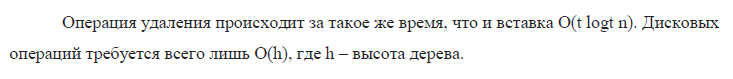 Операция удаления происходит за такое же время, что и вставка O(t logt n). Дисковых
операций требуется всего лишь O(h), где h – высота дерева.